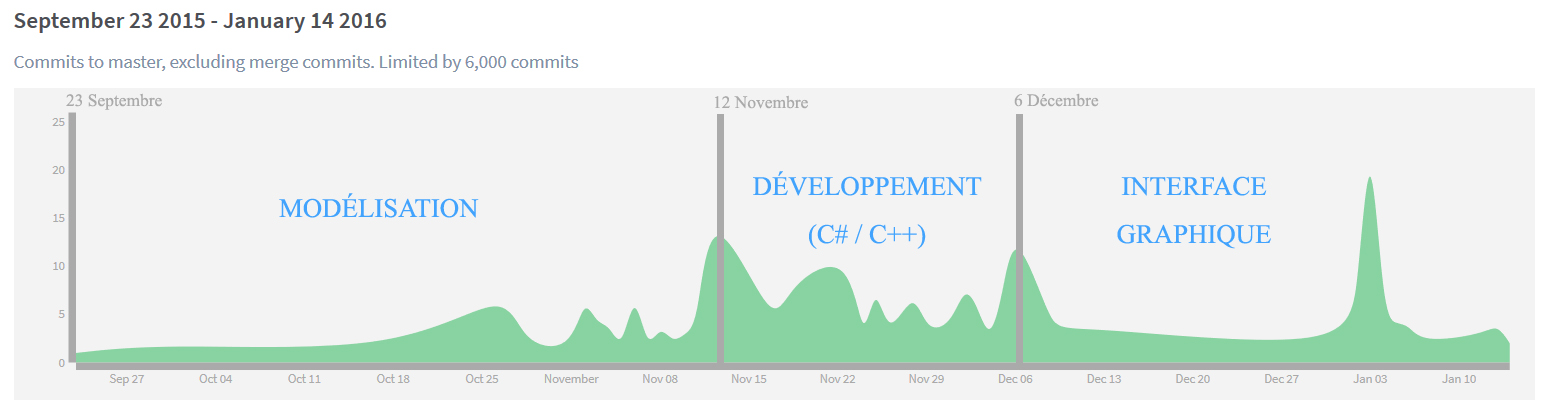 September 23 2015 - January 14 2016
Commits to master, excluding merge commits. Limited by 6,000 commits
23 Septembre
12 Novembre
6 Décembre
25
20
15
10
5
0
MODÉLISATION
DÉVELOPPEMENT
(C# / C++)
INTERFACE
GRAPHIQUE
Sep 27
Oct 04
Oct 11
Oct 18
Oct 25
November
Nov 08
Nov 15
Nov 22
Nov 29
Dec 06
Dec 13
Dec 20
Dec 27
Jan 03
Jan 10